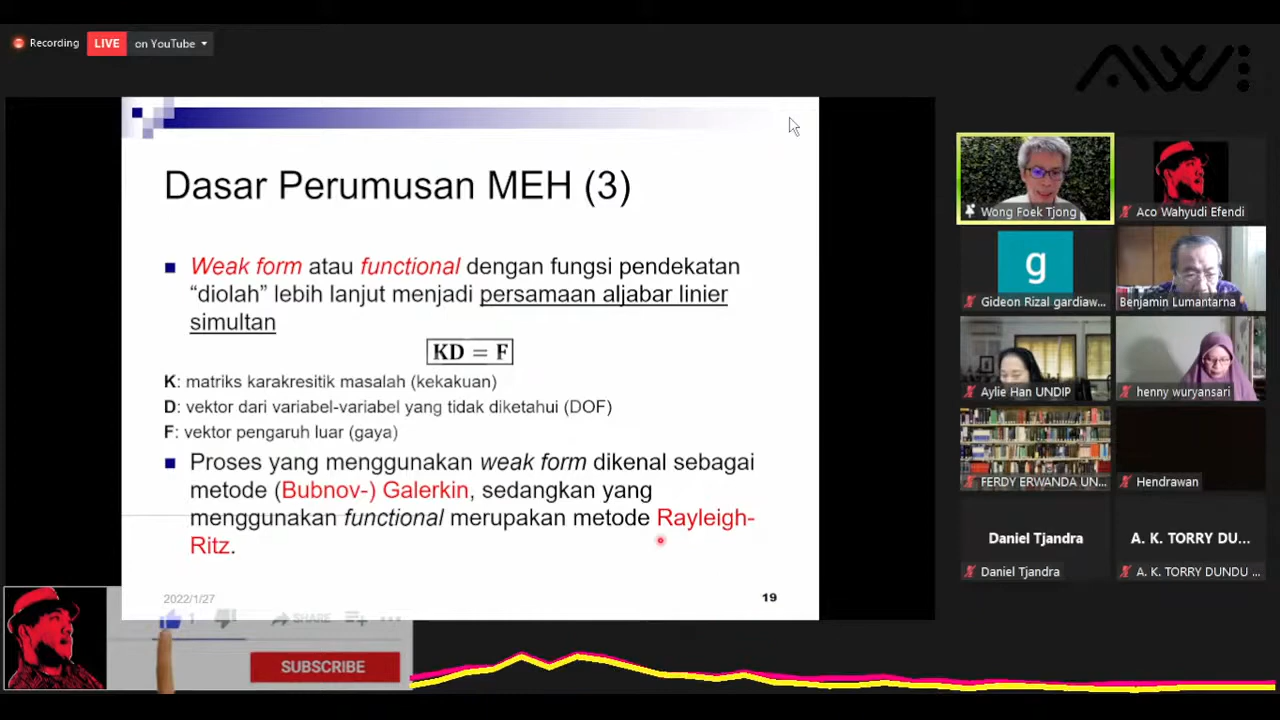 Recording
LIVE on YouTube
AWi
Dasar Perumusan MEH (3)
Weak form atau functional dengan fungsi pendekatan
“diolah” lebih lanjut menjadi persamaan aljabar linier
simultan
KD = F
K: matriks karakresitik masalah (kekakuan)
D: vektor dari variabel-variabel yang tidak diketahui (DOF)
F: vektor pengaruh luar (gaya)
Proses yang menggunakan weak form dikenal sebagai
metode (Bubnov-) Galerkin, sedangkan yang
menggunakan functional merupakan metode Rayleigh-
Ritz.
2022/1/27
19
1 SHARE
SUBSCRIBE
Wong Foek Tjong
Aco Wahyudi Efendi
g
Gideon Rizal gardiaw...
Benjamin Lumantarna
Aylie Han UNDIP
henny wuryansari
FERDY ERWANDA UN...
Hendrawan
Daniel Tjandra
Daniel Tjandra
A. K. TORRY DU...
A. K. TORRY DUNDU ...